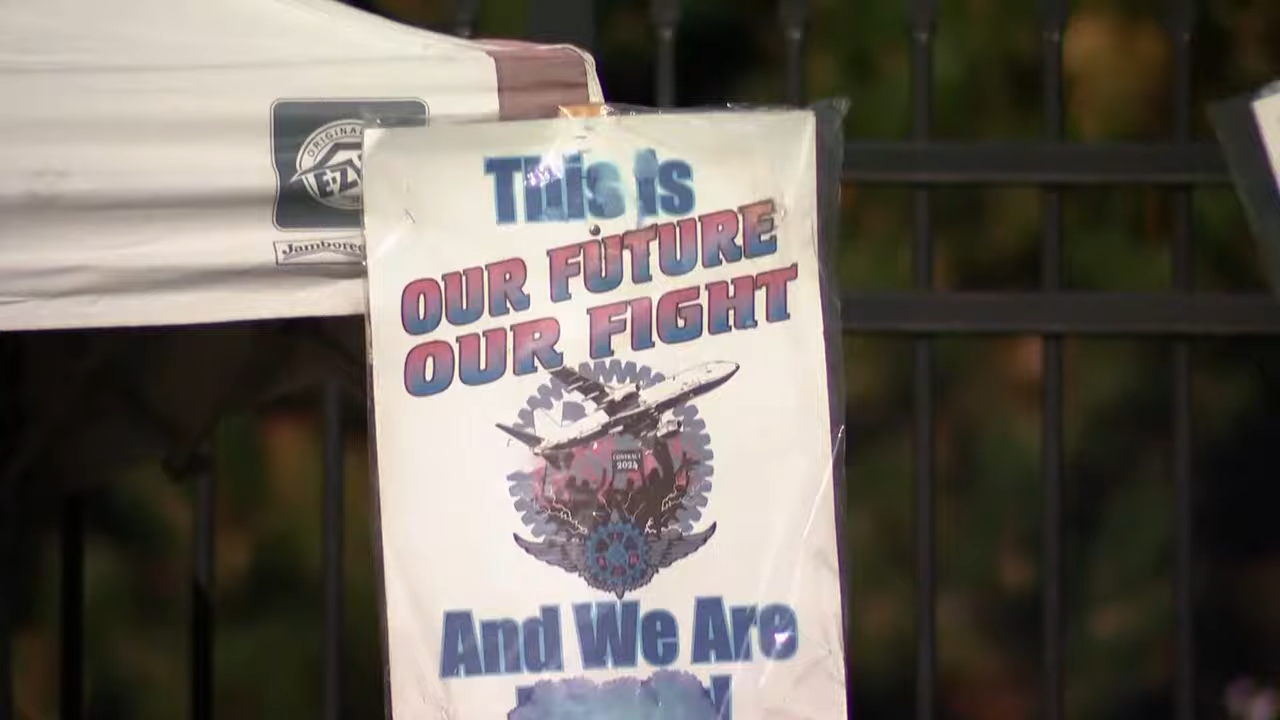 ORIGINAL
E-Z
Jamboree
This Is
OUR FUTURE
OUR FIGHT
CONTRACT
2024
And We Are